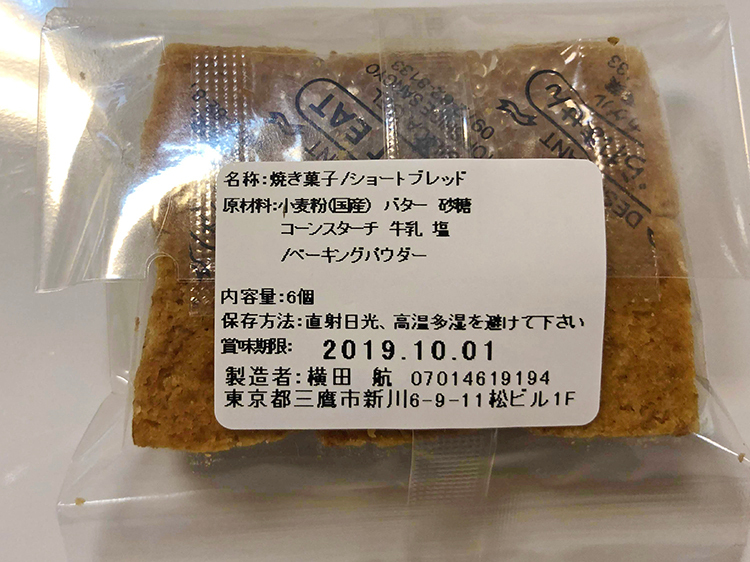 EAT
名称:焼き菓子/ショートブレッド
原材料:小麦粉(国産) バター 砂糖
コーンスターチ 牛乳 塩
/ベーキングパウダー
内容量:6個
保存方法:直射日光、高温多湿を避けて下さい
賞味期限: 2019.10.01
製造者:横田 航 07014619194
東京都三鷹市新川6-9-11松ビル1F